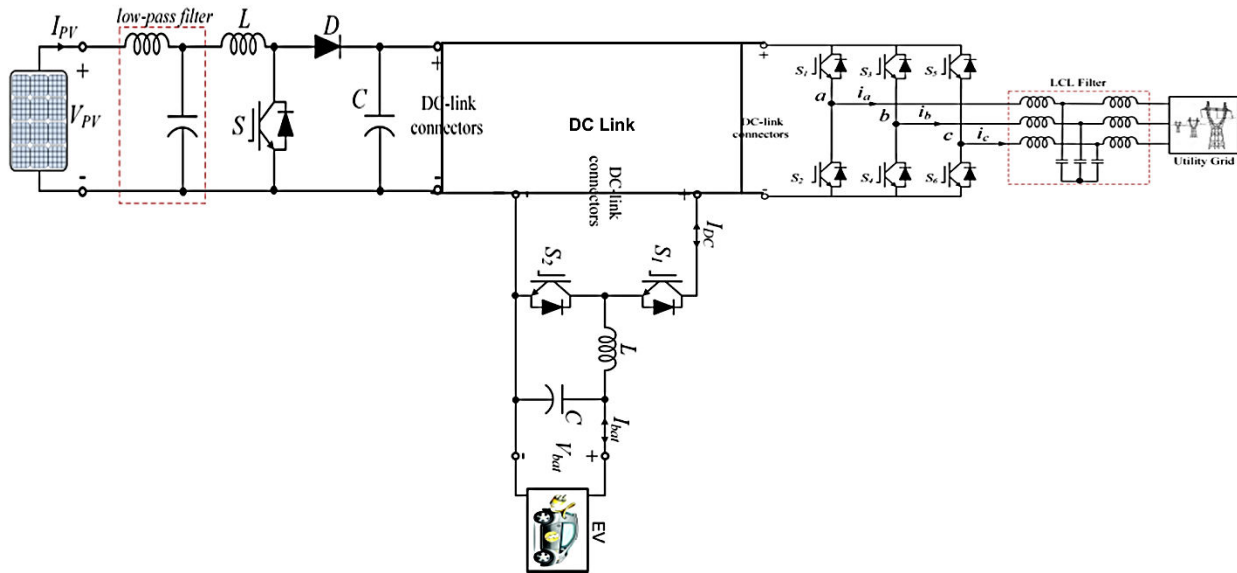 I_PV
low-pass filter
L
D
+
V_PV
-
S
C
+
DC-link
connectors
-
DC Link
DC-link
connectors
+
DC-link
connectors
-
-
+
S1
S3
S5
a
b
c
i_a
i_b
i_c
S2
S4
S6
LCL Filter
Utility Grid
I_DC
S2
S1
L
C
I_bat
-
V_bat
+
EV